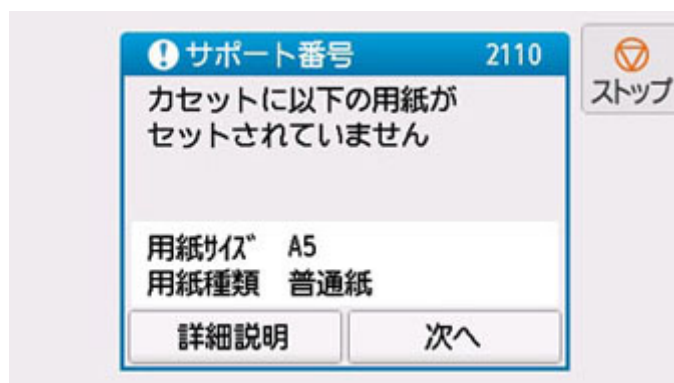 サポート番号 2110
ストップ
カセットに以下の用紙が
セットされていません
用紙サイズ A5
用紙種類 普通紙
詳細説明 次へ